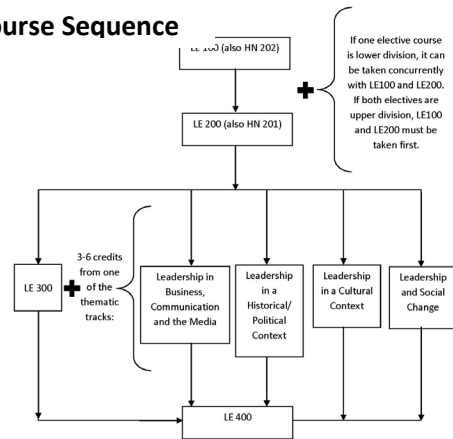 ourse Sequence
LE 100 (also HN 202)
If one elective course
is lower division, it can
be taken concurrently
with LE100 and LE200.
If both electives are
upper division, LE100
and LE200 must be
taken first.
LE 200 (also HN 201)
LE 300
3-6 credits
from one
of the
thematic
tracks:
Leadership in
Business,
Communication
and the Media
Leadership
in a
Historical/
Political
Context
Leadership
in a Cultural
Context
Leadership
and Social
Change
LE 400